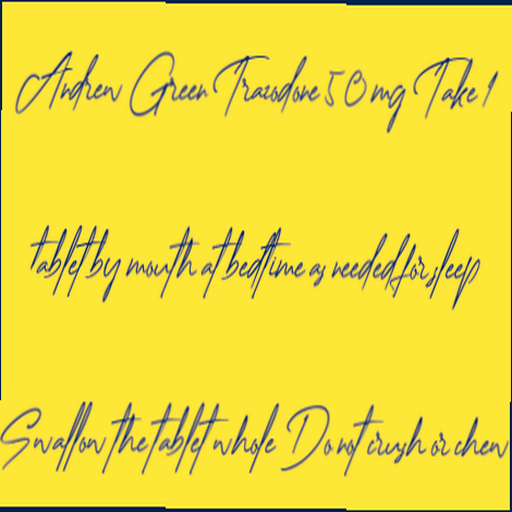 Andrew Green Trazodone 50 mg Take 1
tablet by mouth at bedtime as needed for sleep
Swallow the tablet whole Do not crush or chew